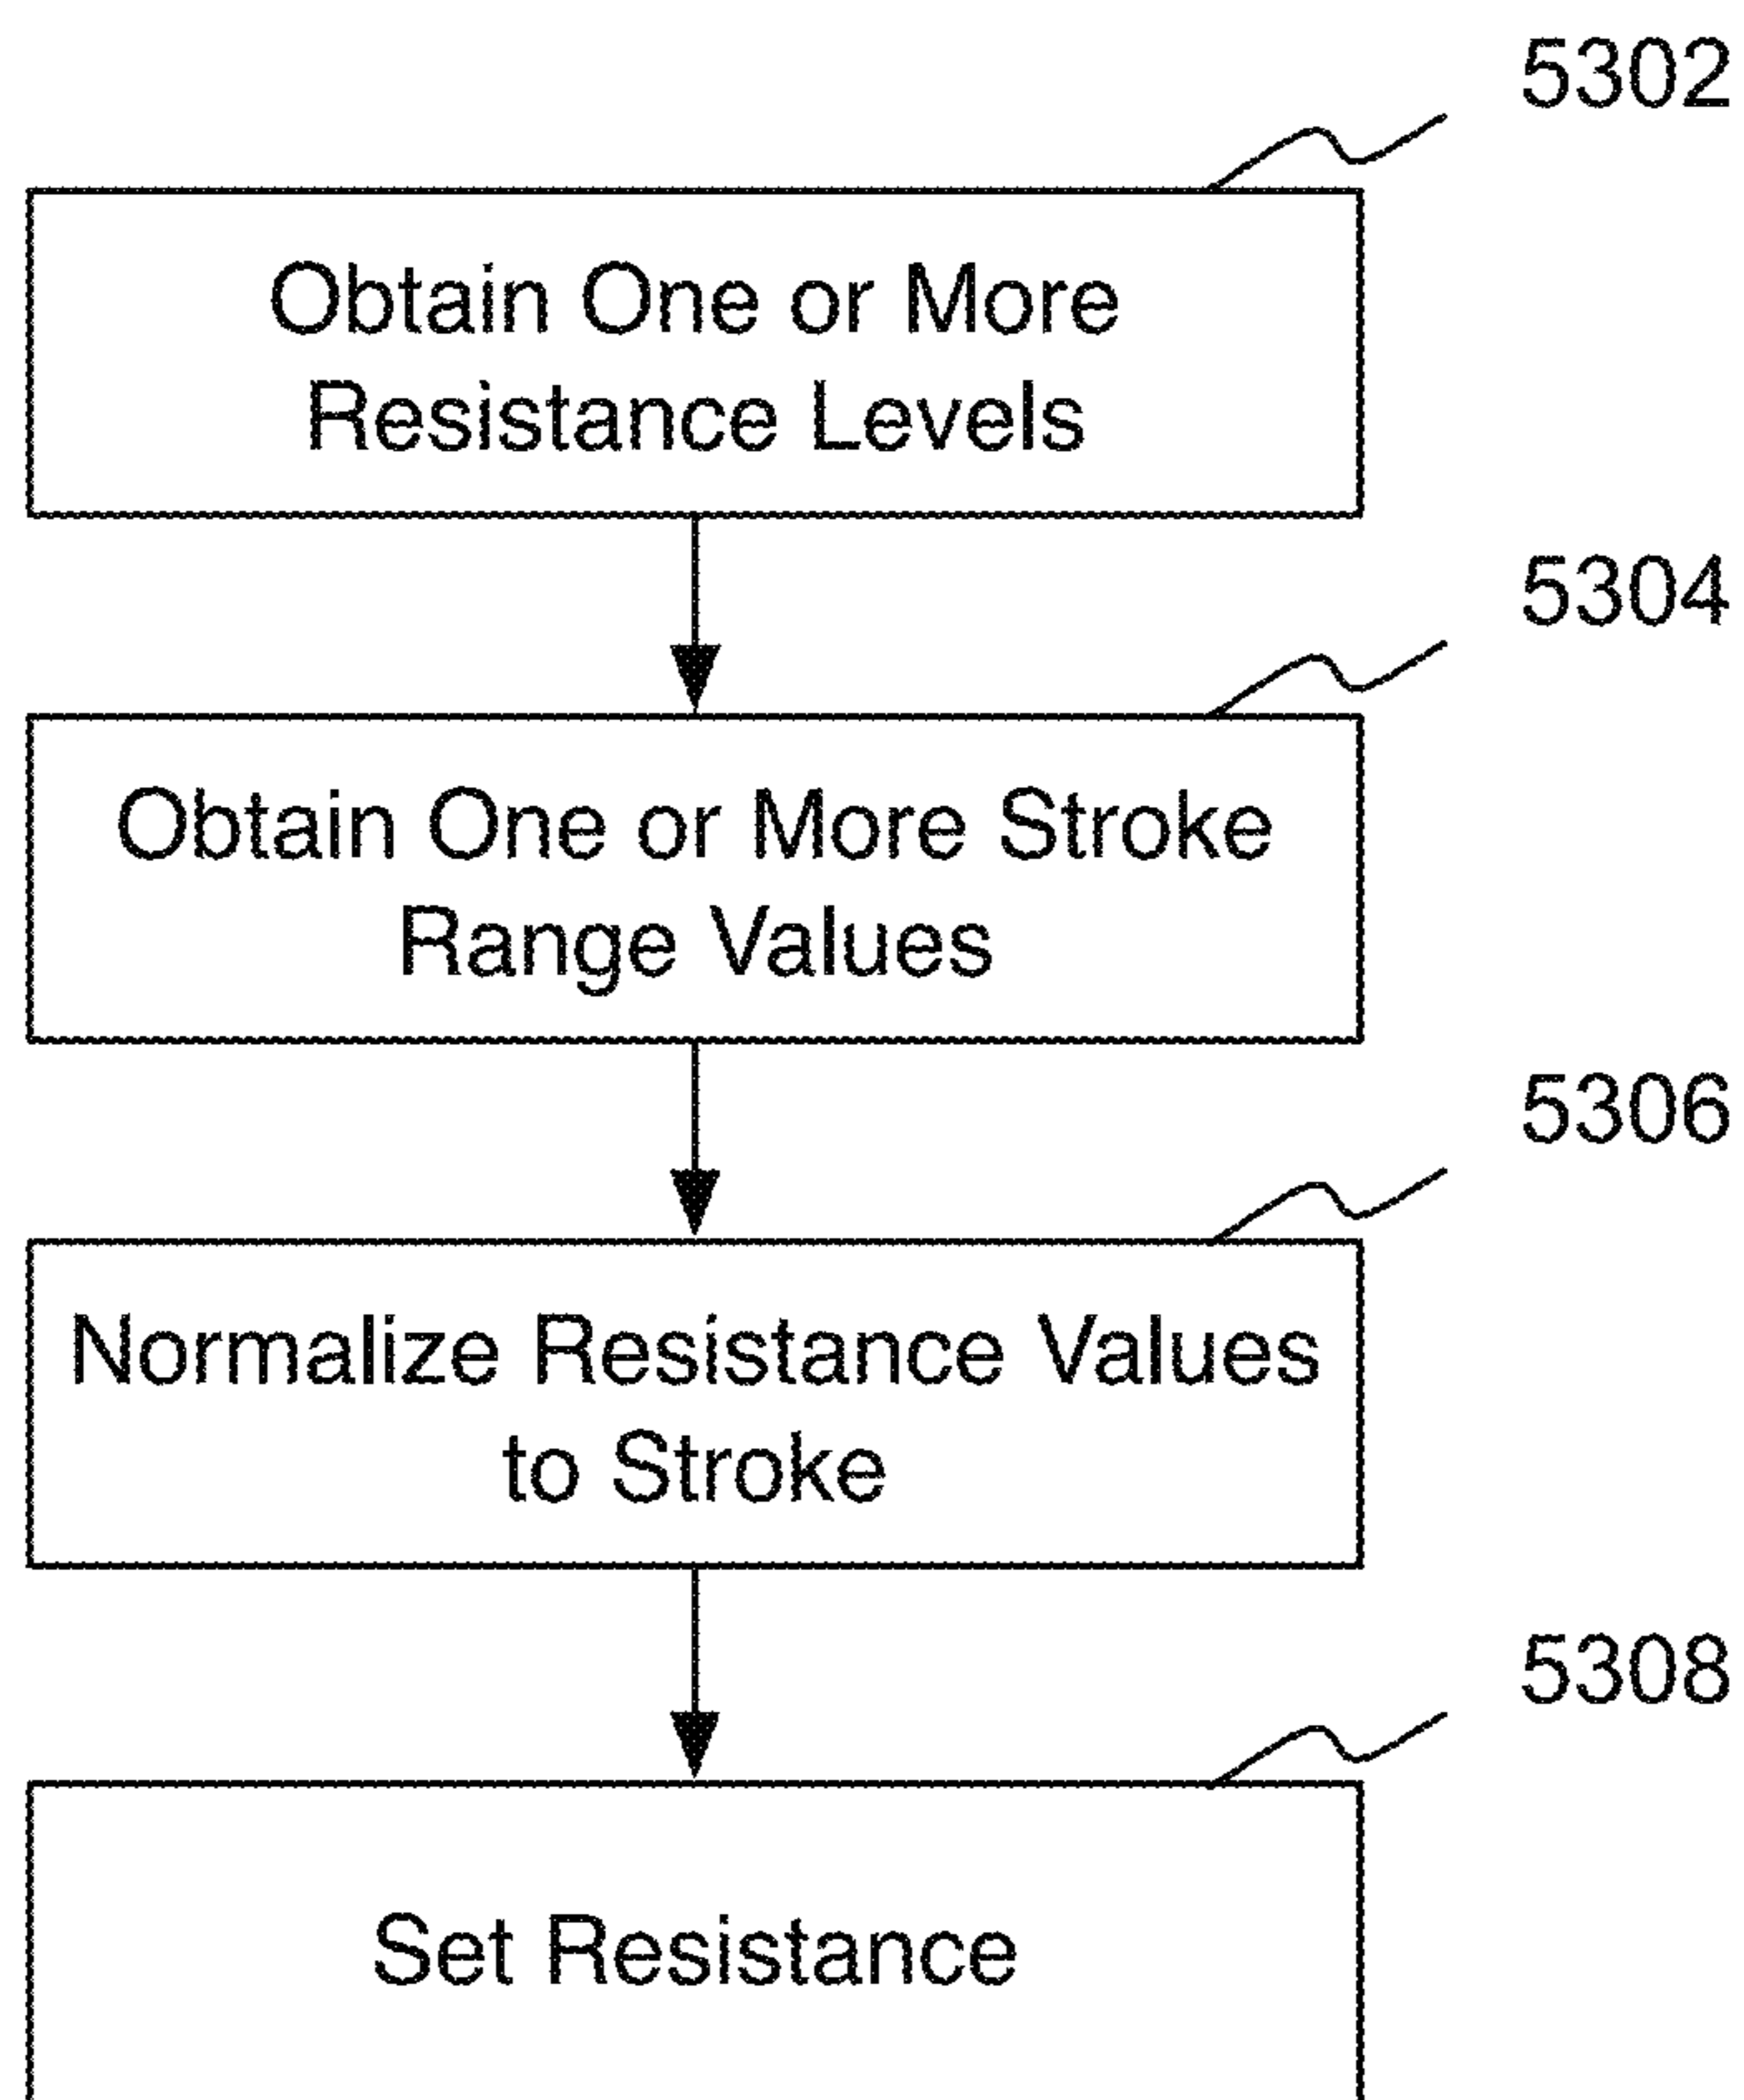 5302
Obtain One or More
Resistance Levels
5304
Obtain One or More Stroke
Range Values
5306
Normalize Resistance Values
to Stroke
5308
Set Resistance